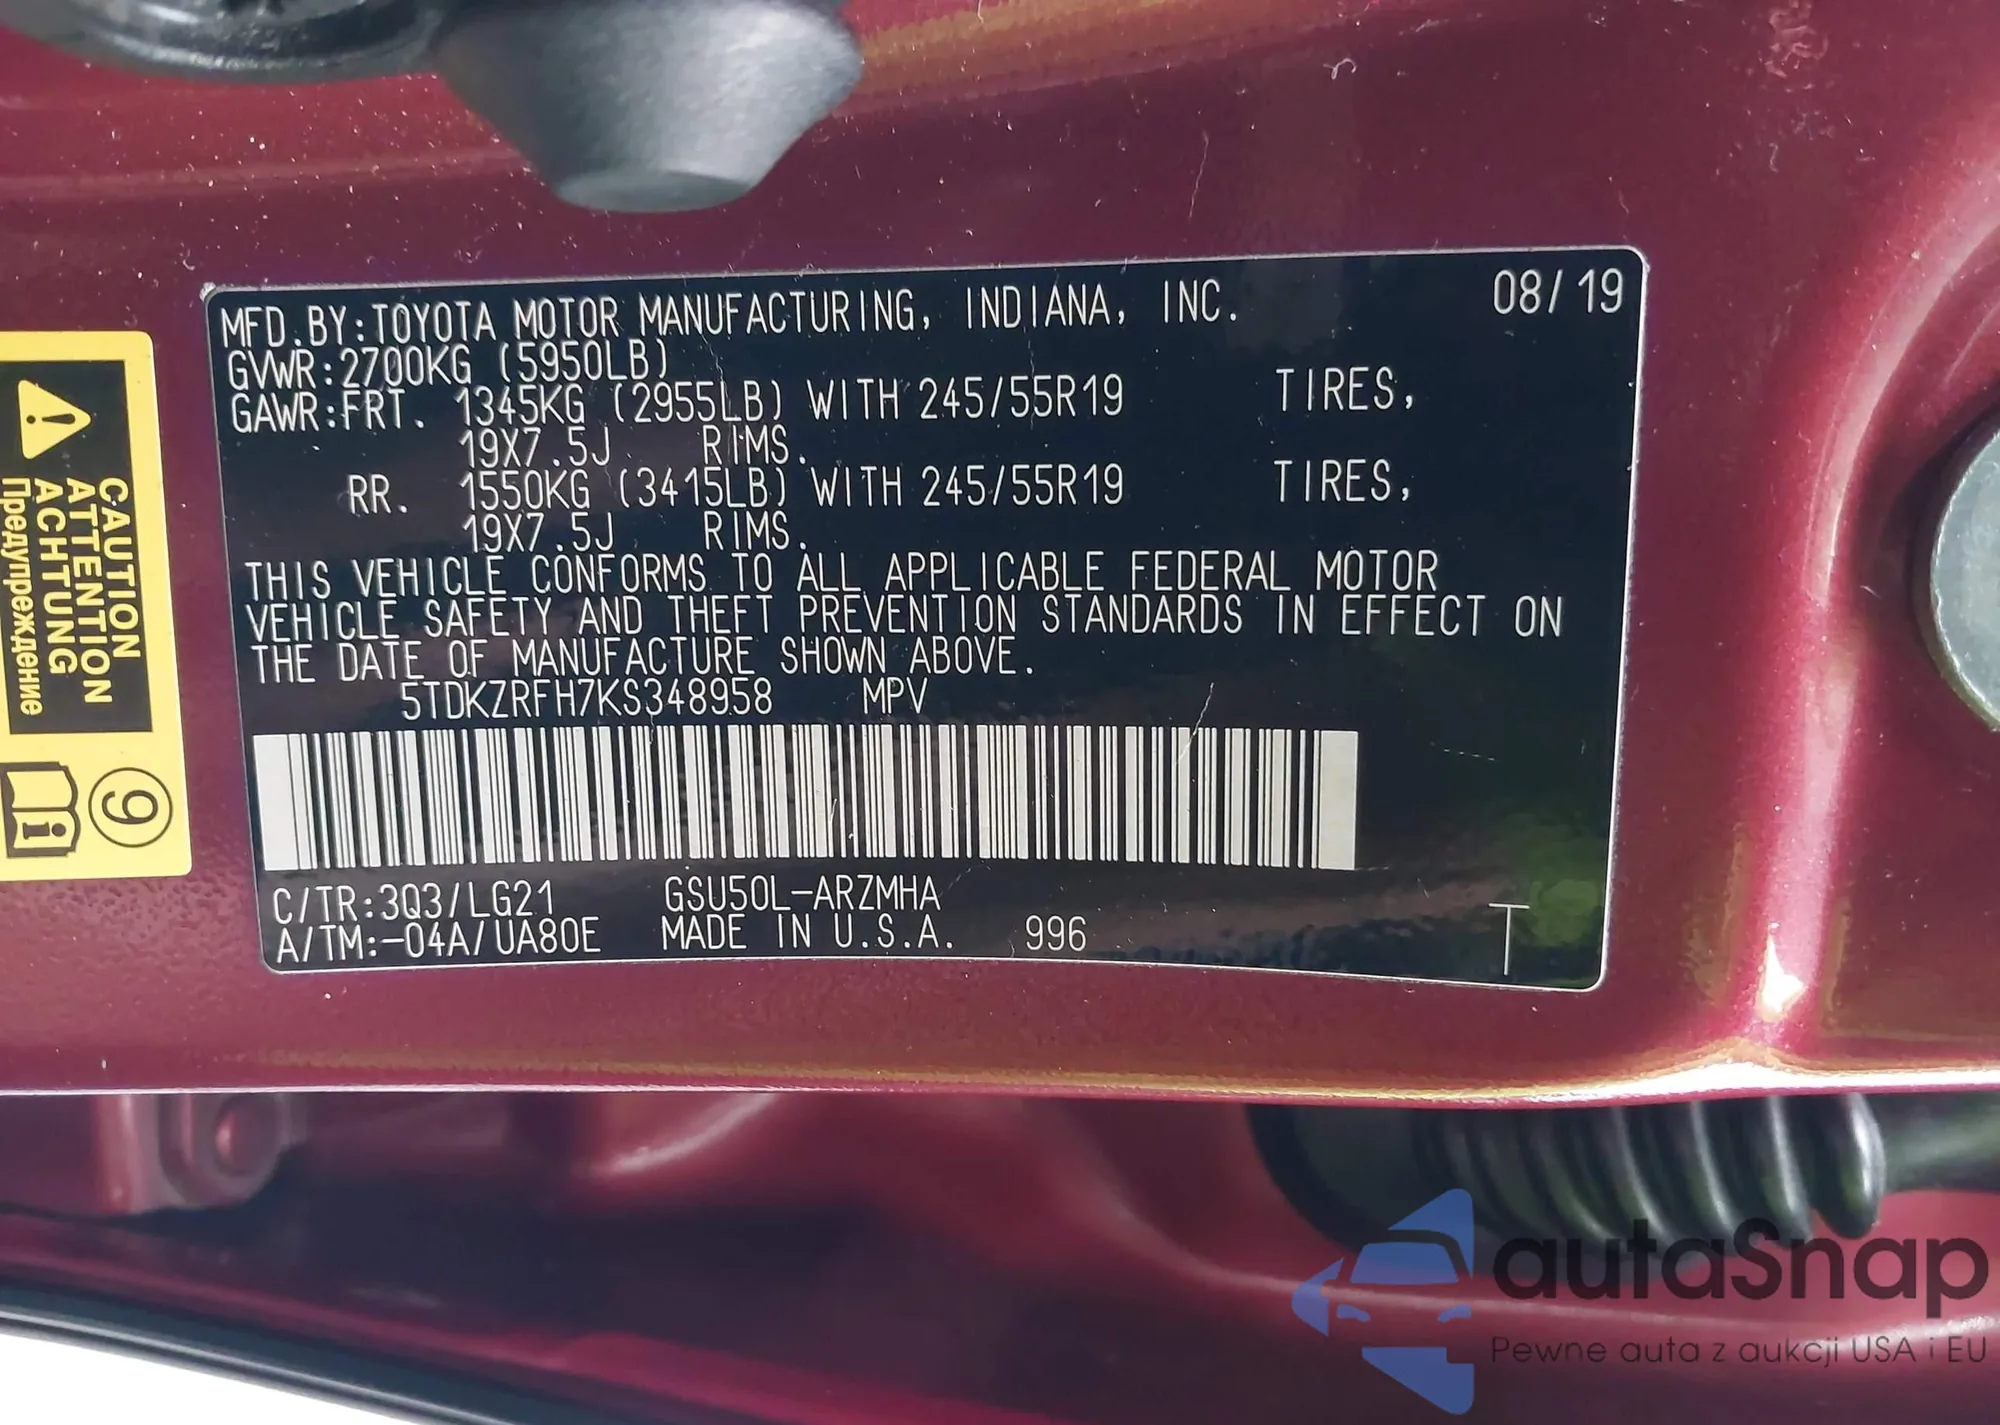 MFD.BY:TOYOTA MOTOR MANUFACTURING, INDIANA, INC. 08/19
GVWR:2700KG (5950LB)
GAWR:FRT. 1345KG (2955LB) WITH 245/55R19 TIRES,
19X7.5J RIMS.
RR. 1550KG (3415LB) WITH 245/55R19 TIRES,
19X7.5J RIMS.
THIS VEHICLE CONFORMS TO ALL APPLICABLE FEDERAL MOTOR
VEHICLE SAFETY AND THEFT PREVENTION STANDARDS IN EFFECT ON
THE DATE OF MANUFACTURE SHOWN ABOVE.
5TDKZRFH7KS348958 MPV
C/TR:3Q3/LG21 GSU50L-ARZMHA
A/TM:-04A/UA80E MADE IN U.S.A. 996
T
CAUTION
ATTENTION
ACHTUNG
Предупреждение
9
i
autaSnap
Pewne auta z aukcji USA i EU